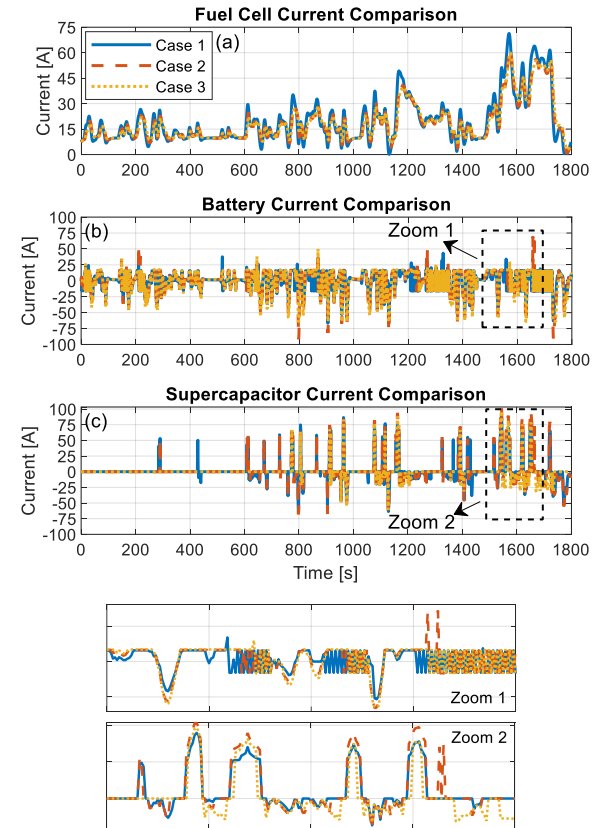 Fuel Cell Current Comparison
75
60
45
30
15
0
Current [A]
Case 1
Case 2
Case 3
(a)
0 200 400 600 800 1000 1200 1400 1600 1800
Battery Current Comparison
100
75
50
25
0
-25
-50
-75
-100
Current [A]
(b)
Zoom 1
0 200 400 600 800 1000 1200 1400 1600 1800
Supercapacitor Current Comparison
100
75
50
25
0
-25
-50
-75
-100
Current [A]
(c)
Zoom 2
0 200 400 600 800 1000 1200 1400 1600 1800
Time [s]
Zoom 1
Zoom 2